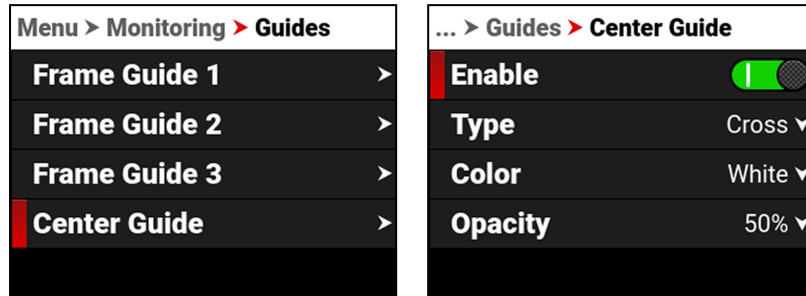 Menu > Monitoring > Guides
Frame Guide 1 >
Frame Guide 2 >
Frame Guide 3 >
Center Guide >
... > Guides > Center Guide
Enable
Type Cross
Color White
Opacity 50%